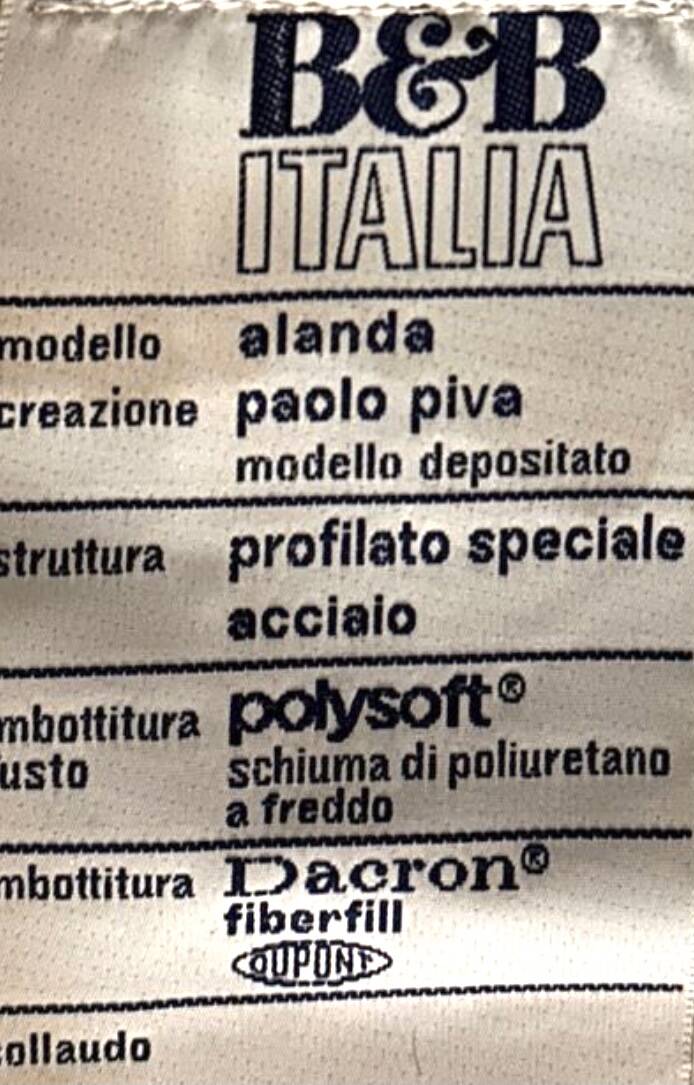 B&B
ITALIA
modello alanda
creazione paolo piva
modello depositato
struttura profilato speciale
acciaio
mbottitura polysoft®
usto schiuma di poliuretano
a freddo
mbottitura Dacron®
fiberfill
DUPONT
ollaudo